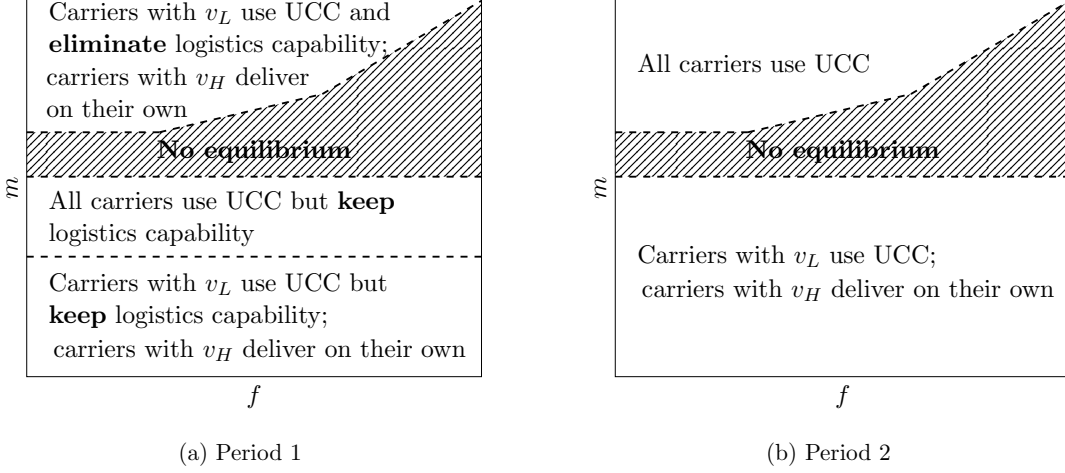 Carriers with v_L use UCC and
eliminate logistics capability;
carriers with v_H deliver
on their own
No equilibrium
All carriers use UCC but keep
logistics capability
Carriers with v_L use UCC but
keep logistics capability;
carriers with v_H deliver on their own
m
f
(a) Period 1
All carriers use UCC
No equilibrium
Carriers with v_L use UCC;
carriers with v_H deliver on their own
m
f
(b) Period 2